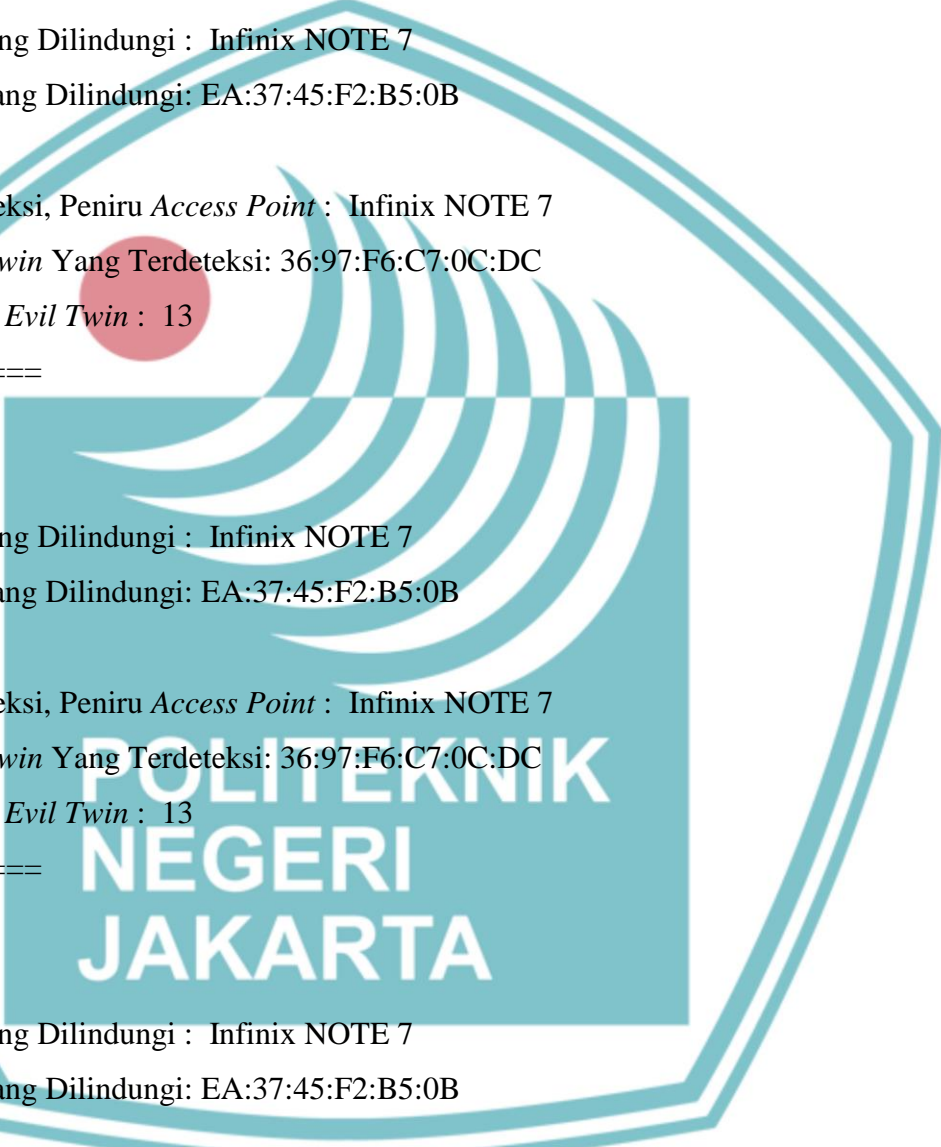 ng Dilindungi : Infinix NOTE 7
ang Dilindungi: EA:37:45:F2:B5:0B
eksi, Peniru Access Point : Infinix NOTE 7
win Yang Terdeteksi: 36:97:F6:C7:0C:DC
Evil Twin : 13
===
ng Dilindungi : Infinix NOTE 7
ang Dilindungi: EA:37:45:F2:B5:0B
eksi, Peniru Access Point : Infinix NOTE 7
win Yang Terdeteksi: 36:97:F6:C7:0C:DC
POLITEKNIK
Evil Twin : 13
NEGERI
===
JAKARTA
ng Dilindungi : Infinix NOTE 7
ang Dilindungi: EA:37:45:F2:B5:0B